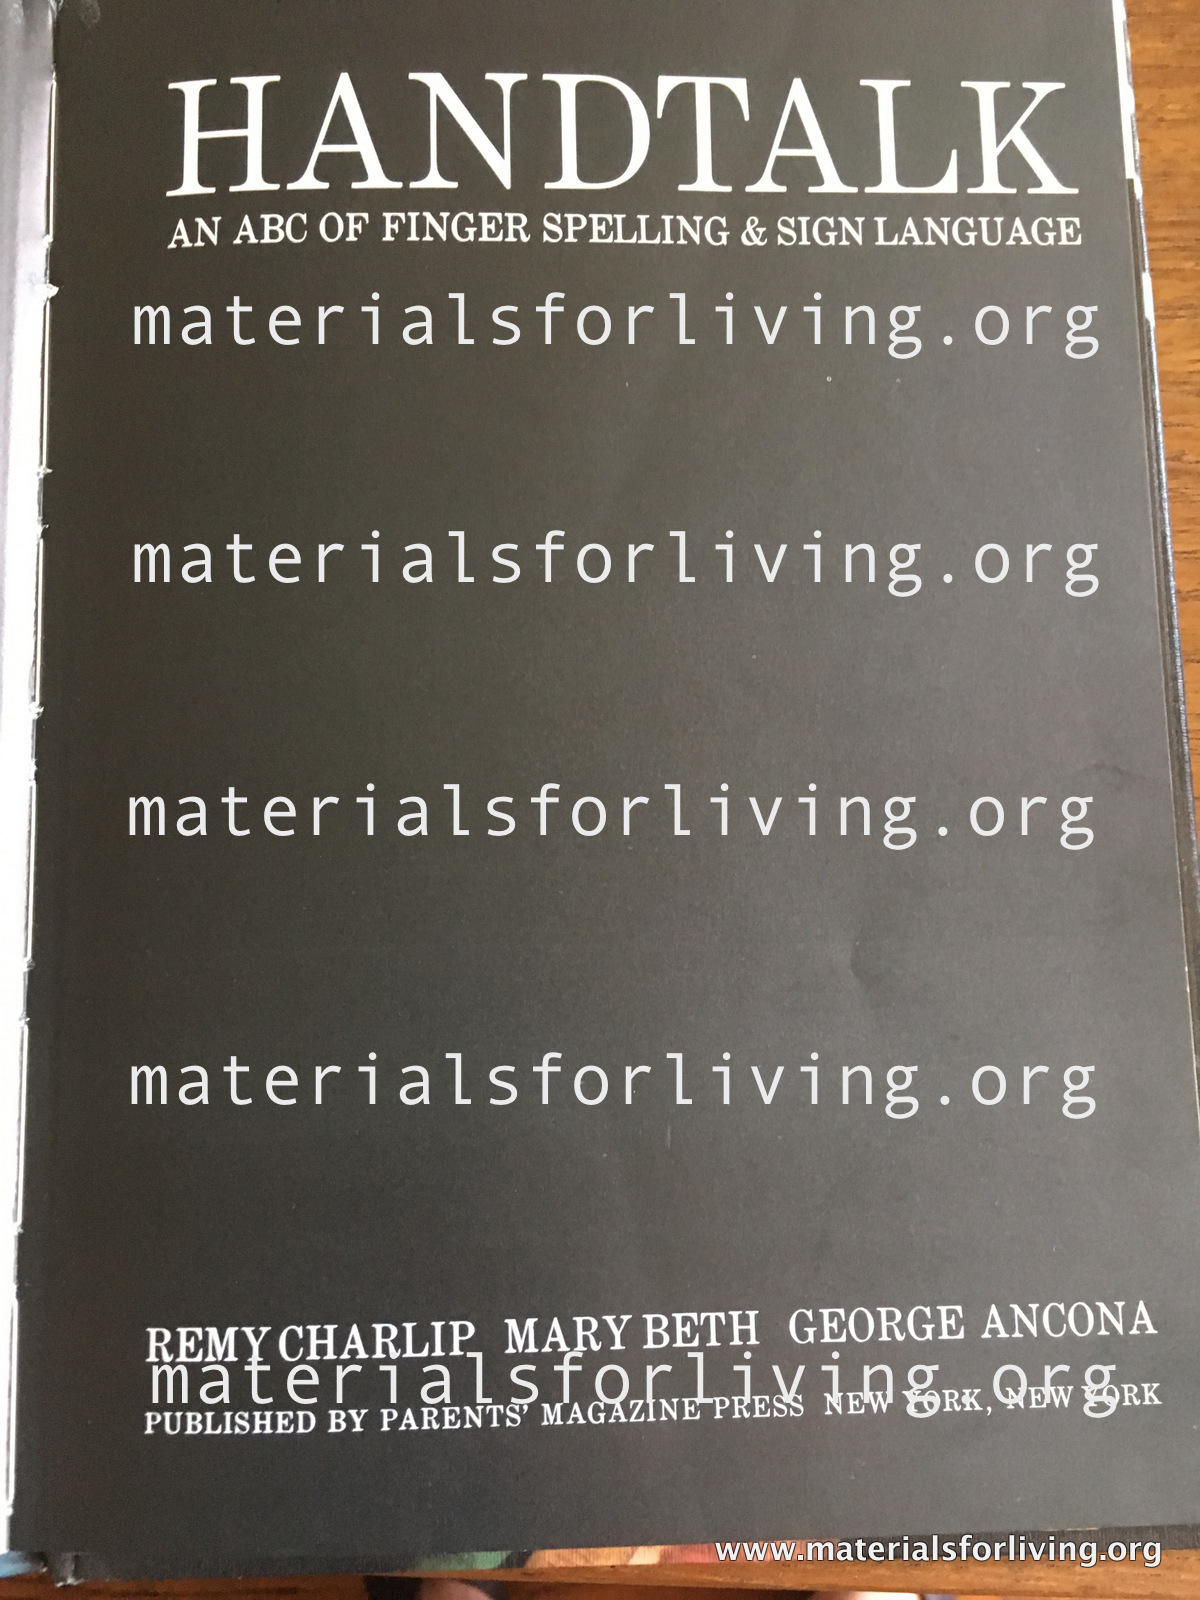 HANDTALK
AN ABC OF FINGER SPELLING & SIGN LANGUAGE
materialsforliving.org
materialsforliving.org
materialsforliving.org
materialsforliving.org
REMY CHARLIP MARY BETH GEORGE ANCONA
materialsforliving.org
PUBLISHED BY PARENTS' MAGAZINE PRESS NEW YORK, NEW YORK
www.materialsforliving.org